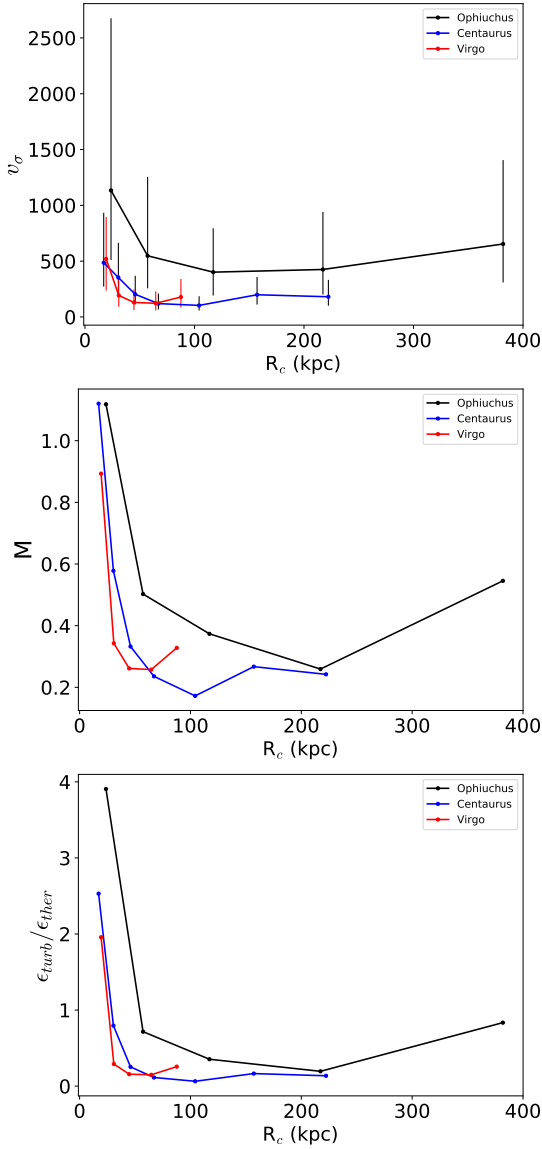 2500
2000
1500
1000
500
0
v_σ
0 100 200 300 400
R_c (kpc)
Ophiuchus
Centaurus
Virgo
1.0
0.8
0.6
0.4
0.2
M
0 100 200 300 400
R_c (kpc)
Ophiuchus
Centaurus
Virgo
4
3
2
1
0
ϵ_turb/ϵ_ther
0 100 200 300 400
R_c (kpc)
Ophiuchus
Centaurus
Virgo